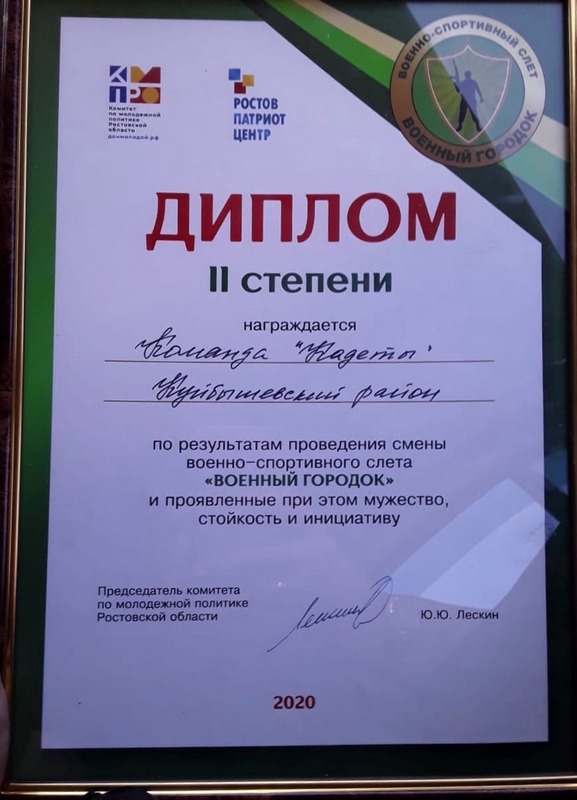 КМ
ПРО
Комитет
по молодежной
политике
Ростовской
области
донмолодой.рф
РОСТОВ
ПАТРИОТ
ЦЕНТР
ВОЕННО-СПОРТИВНЫЙ СЛЕТ
ВОЕННЫЙ ГОРОДОК
ДИПЛОМ
II степени
награждается
Команда "Кадеты"
Куйбышевский район
по результатам проведения смены
военно-спортивного слета
«ВОЕННЫЙ ГОРОДОК»
и проявленные при этом мужество,
стойкость и инициативу
Председатель комитета
по молодежной политике
Ростовской области
Ю.Ю. Лескин
2020